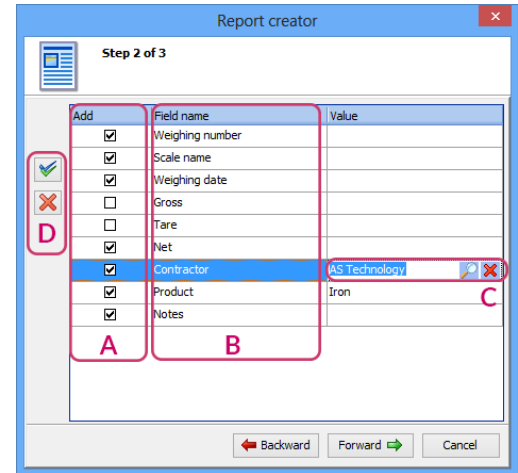 Report creator
Step 2 of 3
Add Field name Value
Weighing number
Scale name
Weighing date
Gross
Tare
Net
Contractor AS Technology
Product Iron
Notes
A
B
C
D
Backward Forward Cancel